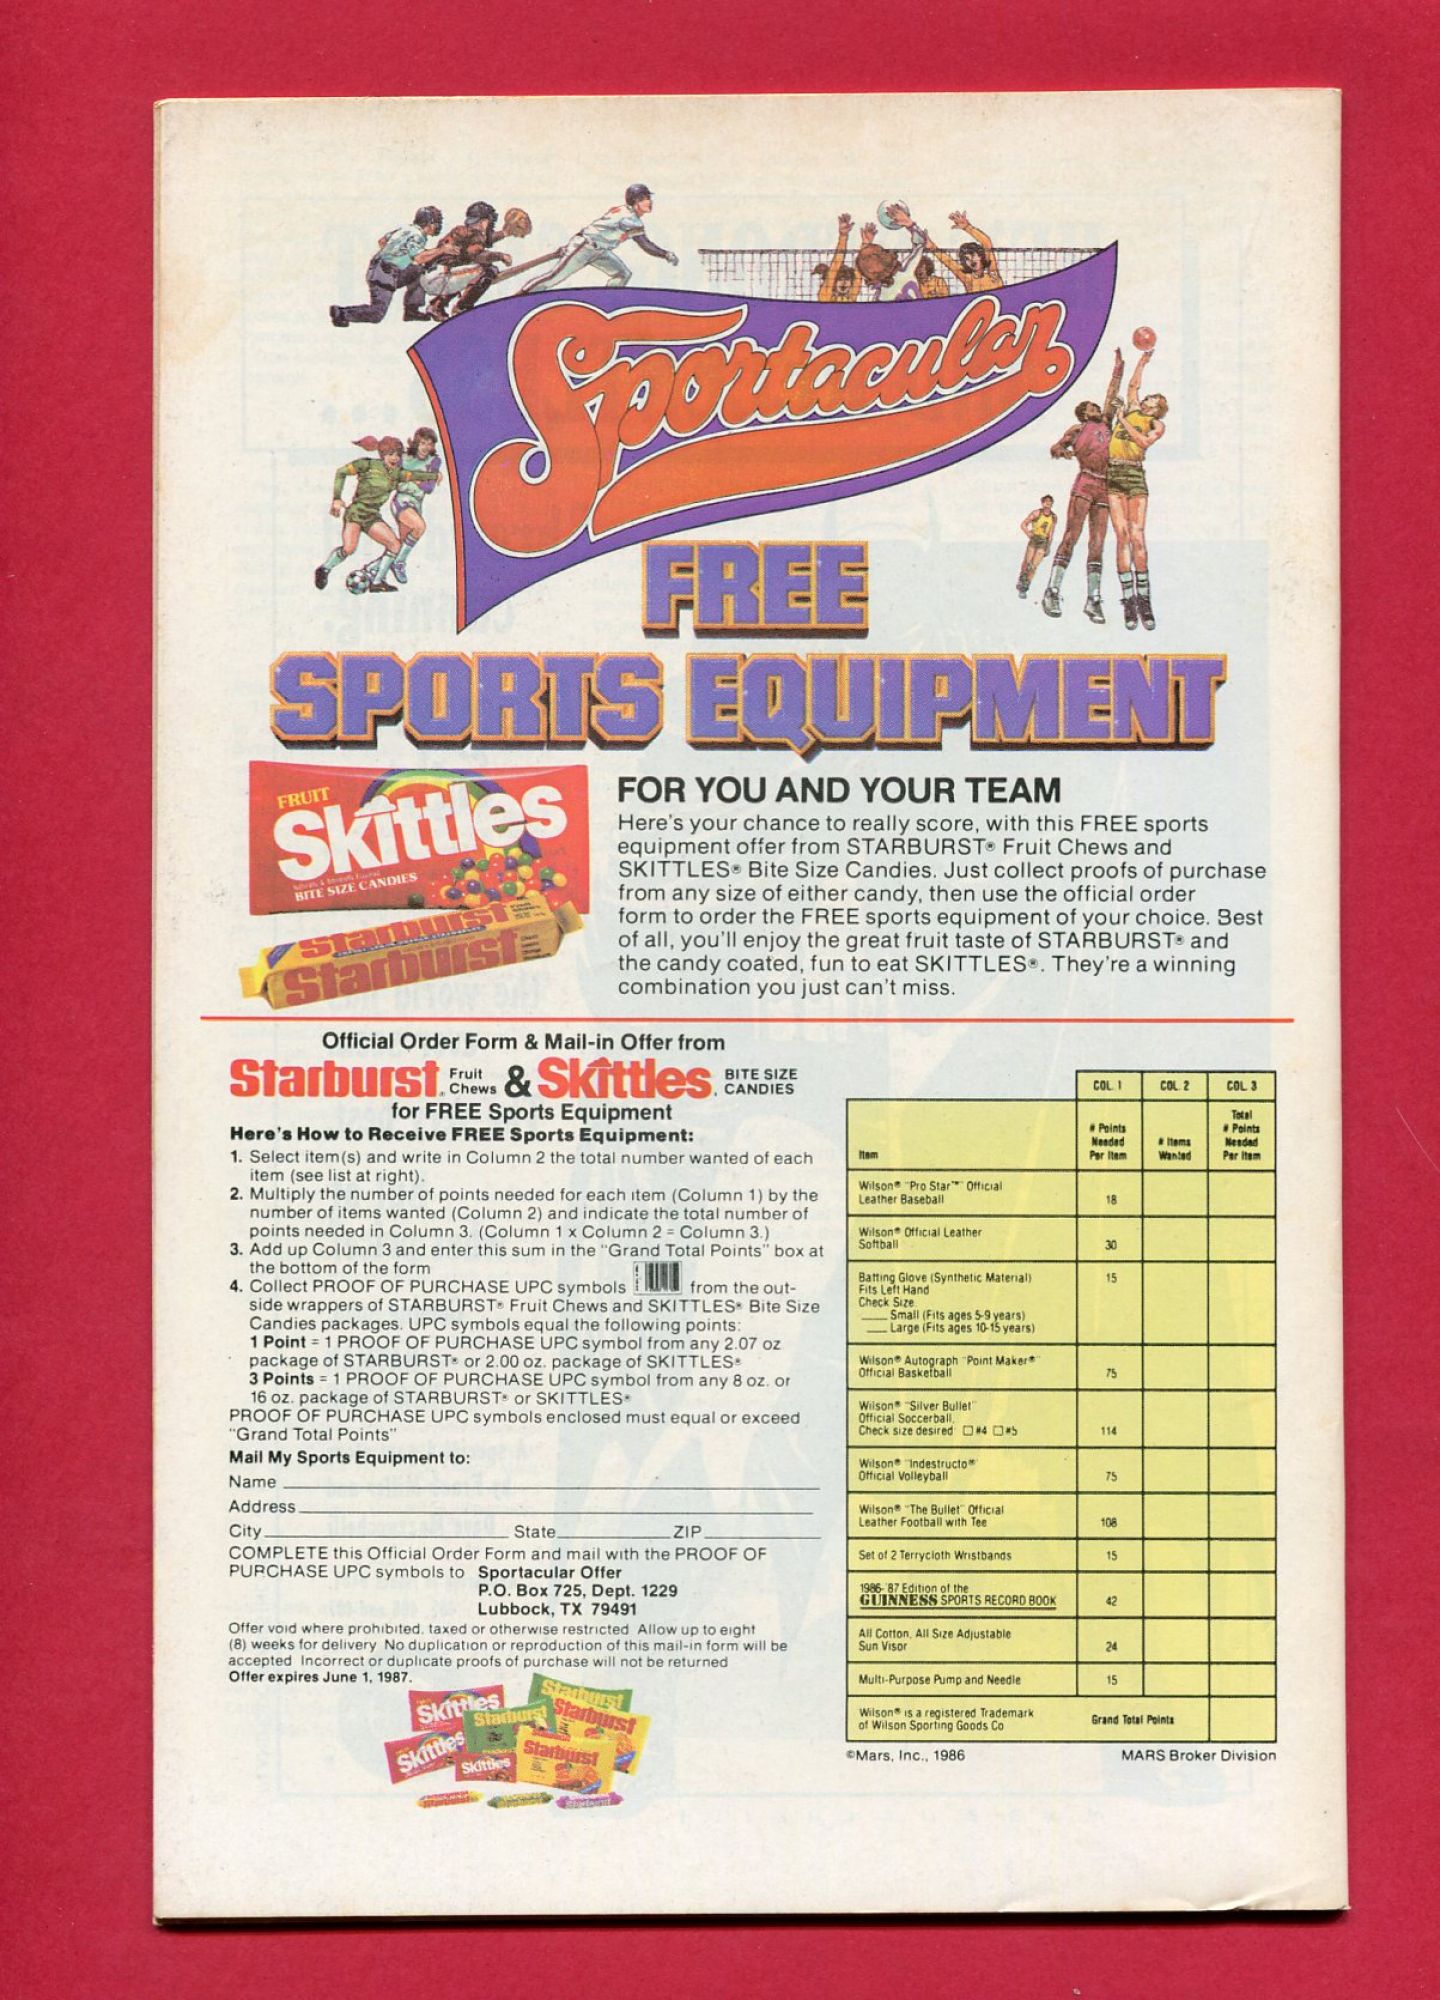 Sportacular
FREE
SPORTS EQUIPMENT
FRUIT
Skittles
BITE SIZE CANDIES
Starburst
Starburst
FOR YOU AND YOUR TEAM
Here's your chance to really score, with this FREE sports
equipment offer from STARBURST® Fruit Chews and
SKITTLES® Bite Size Candies. Just collect proofs of purchase
from any size of either candy, then use the official order
form to order the FREE sports equipment of your choice. Best
of all, you'll enjoy the great fruit taste of STARBURST® and
the candy coated, fun to eat SKITTLES®. They're a winning
combination you just can't miss.
Official Order Form & Mail-in Offer from
Starburst® Fruit Chews & Skittles® BITE SIZE CANDIES
for FREE Sports Equipment
Here's How to Receive FREE Sports Equipment:
1. Select item(s) and write in Column 2 the total number wanted of each
item (see list at right).
2. Multiply the number of points needed for each item (Column 1) by the
number of items wanted (Column 2) and indicate the total number of
points needed in Column 3. (Column 1 x Column 2 = Column 3.)
3. Add up Column 3 and enter this sum in the "Grand Total Points" box at
the bottom of the form
4. Collect PROOF OF PURCHASE UPC symbols from the out-
side wrappers of STARBURST® Fruit Chews and SKITTLES® Bite Size
Candies packages. UPC symbols equal the following points:
1 Point = 1 PROOF OF PURCHASE UPC symbol from any 2.07 oz
package of STARBURST® or 2.00 oz. package of SKITTLES®
3 Points = 1 PROOF OF PURCHASE UPC symbol from any 8 oz. or
16 oz. package of STARBURST® or SKITTLES®
PROOF OF PURCHASE UPC symbols enclosed must equal or exceed
"Grand Total Points"
Mail My Sports Equipment to:
Name
Address
City State ZIP
COMPLETE this Official Order Form and mail with the PROOF OF
PURCHASE UPC symbols to Sportacular Offer
P.O. Box 725, Dept. 1229
Lubbock, TX 79491
Offer void where prohibited, taxed or otherwise restricted Allow up to eight
(8) weeks for delivery No duplication or reproduction of this mail-in form will be
accepted Incorrect or duplicate proofs of purchase will not be returned
Offer expires June 1, 1987.
Skittles
Starburst
Starburst
Starburst
Skittles
Skittles
Starburst
COL. 1 COL. 2 COL. 3
Item # Points Needed Per Item # Items Wanted Total # Points Needed Per Item
Wilson® "Pro Star™" Official
Leather Baseball 18
Wilson® Official Leather
Softball 30
Batting Glove (Synthetic Material) 15
Fits Left Hand
Check Size
Small (Fits ages 5-9 years)
Large (Fits ages 10-15 years)
Wilson® Autograph "Point Maker®"
Official Basketball 75
Wilson® "Silver Bullet"
Official Soccerball,
Check size desired □ #4 □ #5 114
Wilson® "Indestructo®"
Official Volleyball 75
Wilson® "The Bullet" Official
Leather Football with Tee 108
Set of 2 Terrycloth Wristbands 15
1986-'87 Edition of the
GUINNESS SPORTS RECORD BOOK 42
All Cotton, All Size Adjustable
Sun Visor 24
Multi-Purpose Pump and Needle 15
Wilson® is a registered Trademark
of Wilson Sporting Goods Co Grand Total Points
©Mars, Inc., 1986 MARS Broker Division